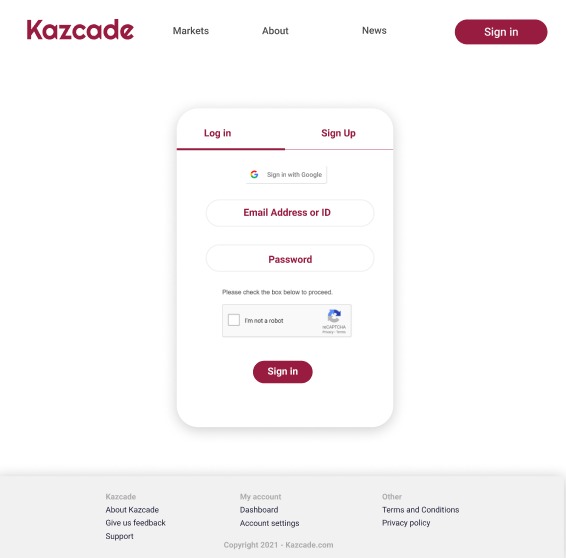 Kazcade Markets About News Sign in
Log in Sign Up
Sign in with Google
Email Address or ID
Password
Please check the box below to proceed.
I'm not a robot
reCAPTCHA
Privacy - Terms
Sign in
Kazcade My account Other
About Kazcade Dashboard Terms and Conditions
Give us feedback Account settings Privacy policy
Support
Copyright 2021 - Kazcade.com